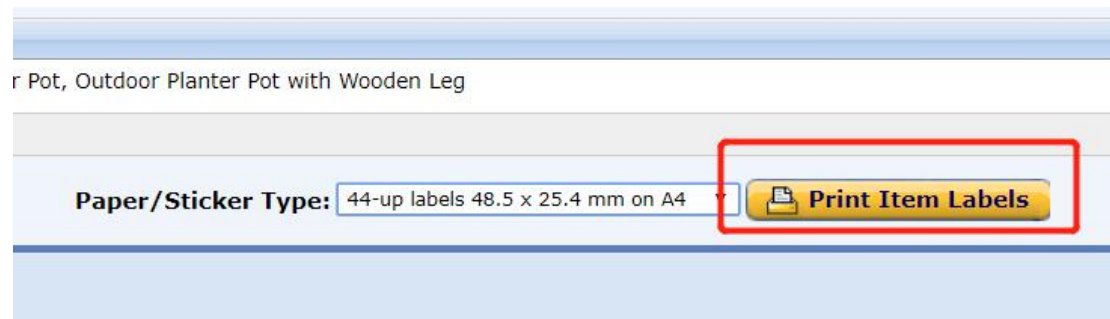 r Pot, Outdoor Planter Pot with Wooden Leg
Paper/Sticker Type: 44-up labels 48.5 x 25.4 mm on A4 Print Item Labels